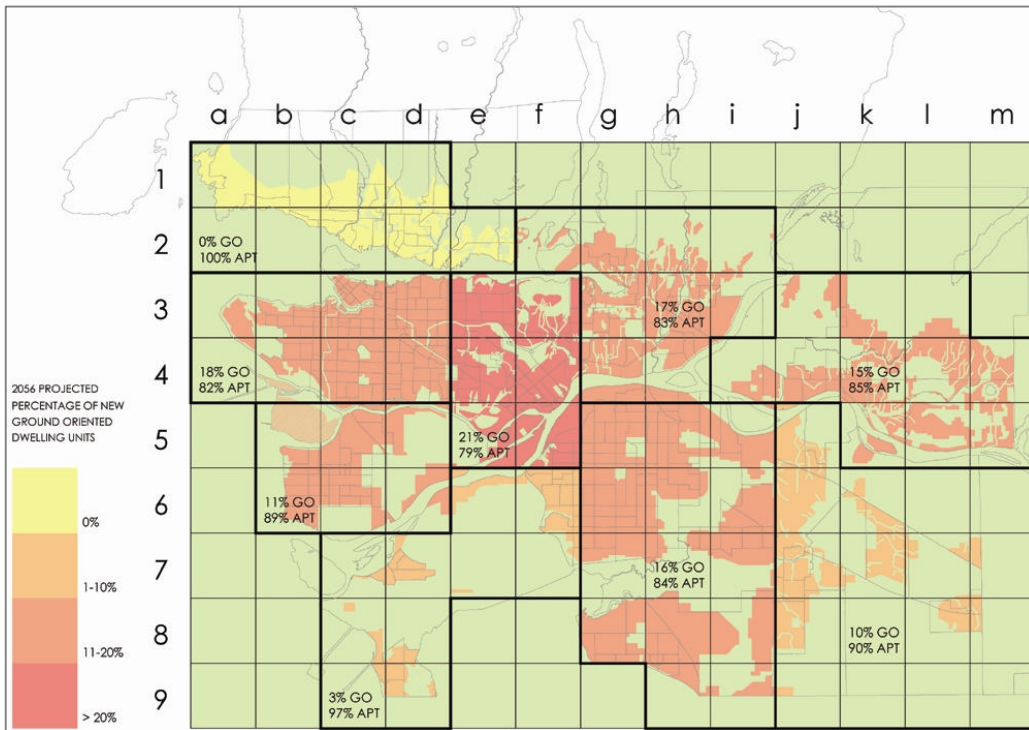 a b c d e f g h i j k l m
1
2
0% GO
100% APT
3
17% GO
83% APT
4
18% GO
82% APT
15% GO
85% APT
2056 PROJECTED
PERCENTAGE OF NEW
GROUND ORIENTED
DWELLING UNITS
5
21% GO
79% APT
0%
6
11% GO
89% APT
1-10%
7
16% GO
84% APT
11-20%
8
10% GO
90% APT
> 20%
9
3% GO
97% APT